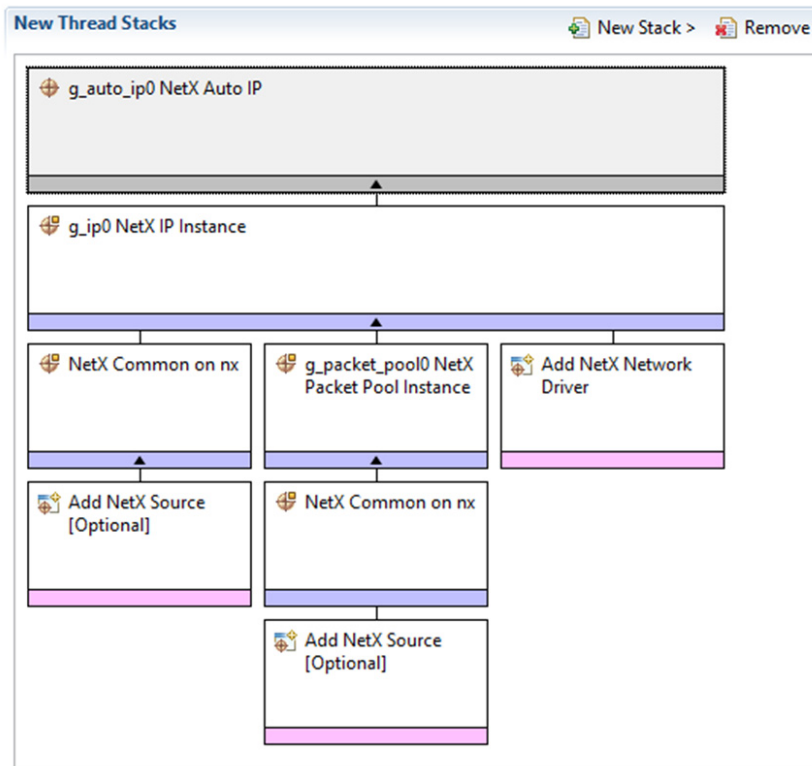 New Thread Stacks
New Stack >
Remove
g_auto_ip0 NetX Auto IP
g_ip0 NetX IP Instance
NetX Common on nx
g_packet_pool0 NetX
Packet Pool Instance
Add NetX Network
Driver
Add NetX Source
[Optional]
NetX Common on nx
Add NetX Source
[Optional]